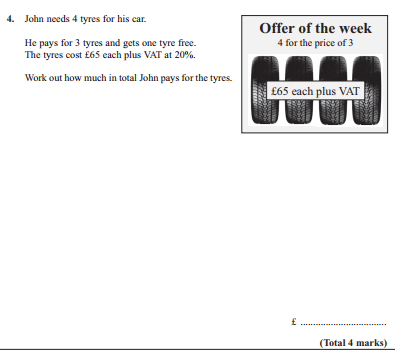 4. John needs 4 tyres for his car.
He pays for 3 tyres and gets one tyre free.
The tyres cost £65 each plus VAT at 20%.
Work out how much in total John pays for the tyres.
Offer of the week
4 for the price of 3
£65 each plus VAT
£ ..................................
(Total 4 marks)